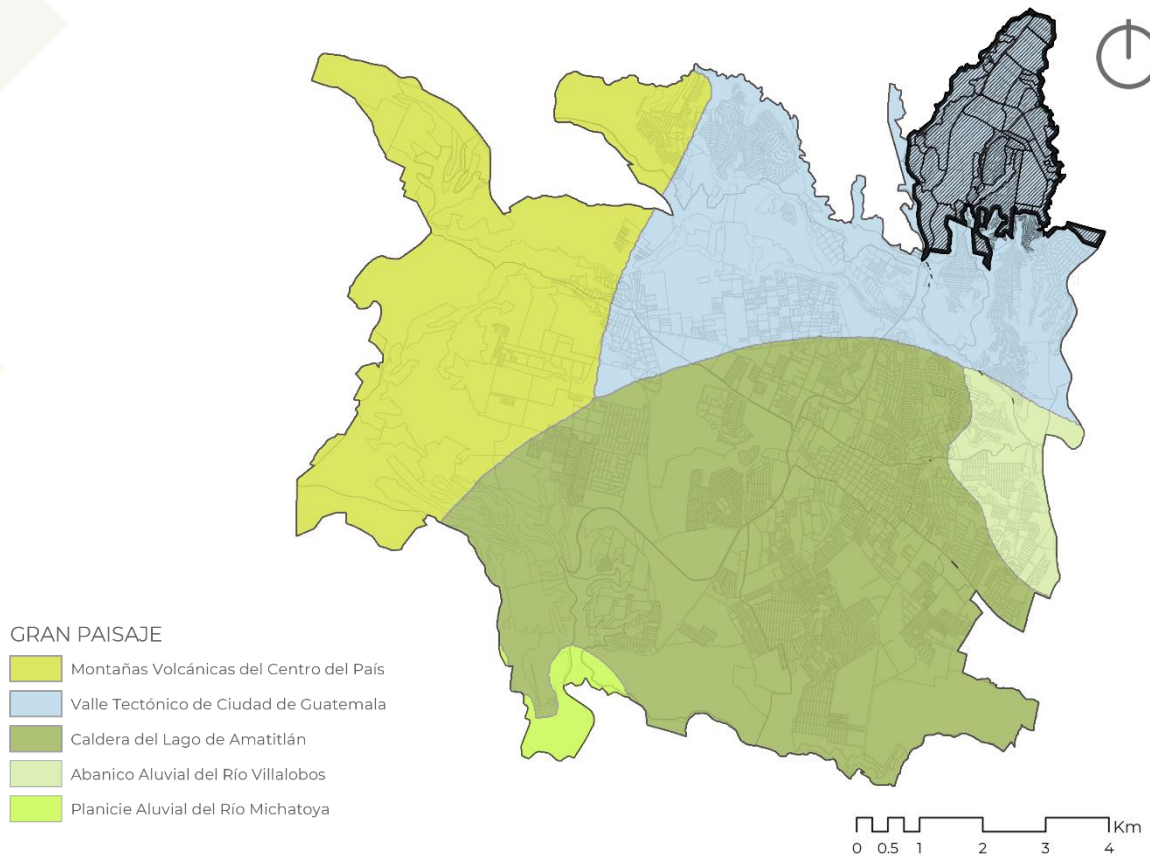 GRAN PAISAJE
Montañas Volcánicas del Centro del País
Valle Tectónico de Ciudad de Guatemala
Caldera del Lago de Amatitlán
Abanico Aluvial del Río Villalobos
Planicie Aluvial del Río Michatoya
Km
0 0.5 1 2 3 4